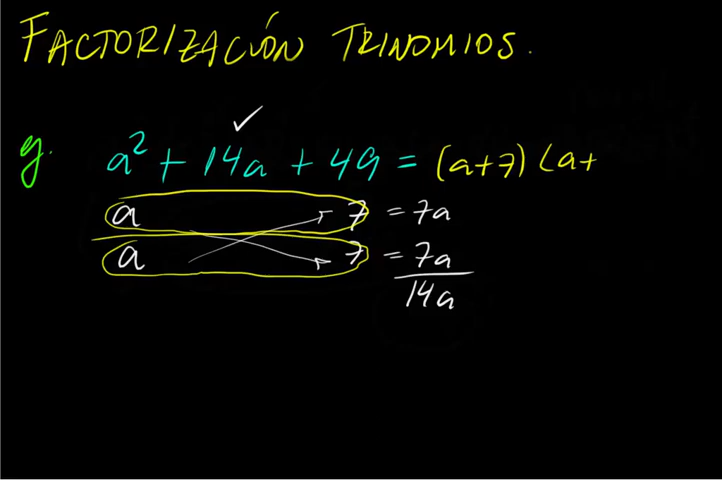 FACTORIZACIÓN TRINOMIOS.
g. a² + 14a + 49 = (a+7) (a+
a 7 = 7a
a 7 = 7a
14a